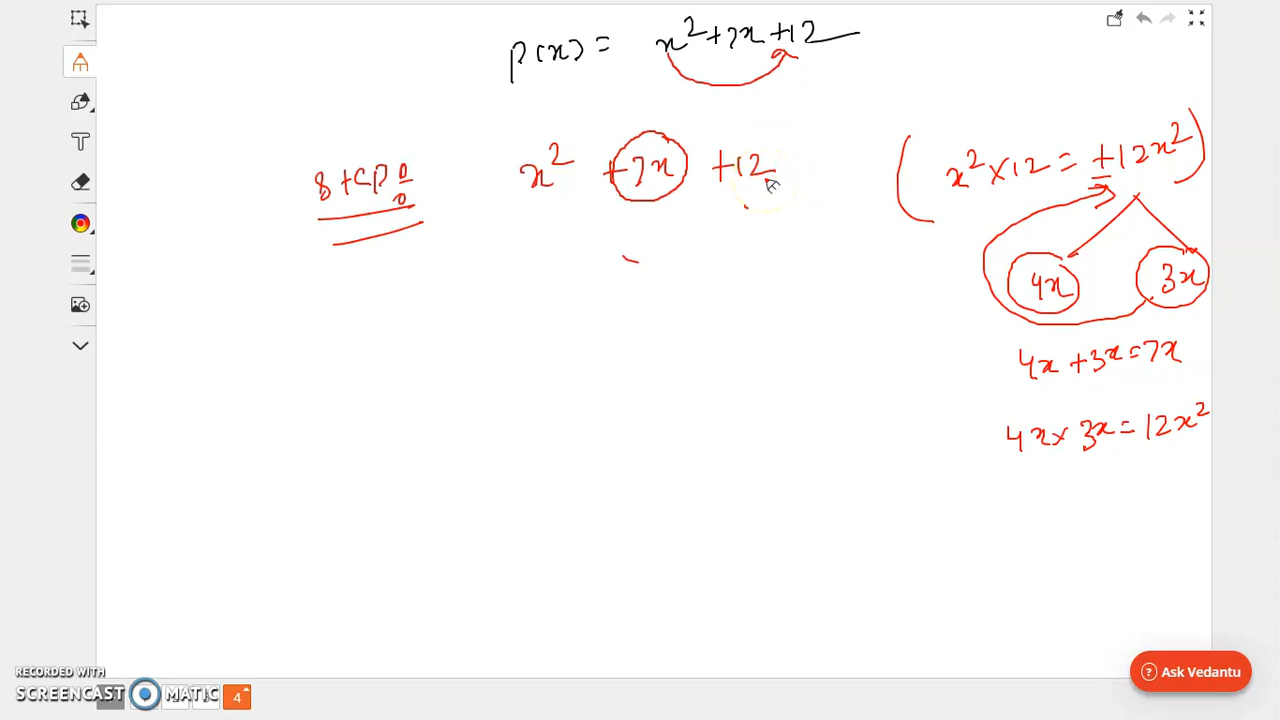 p(x) = x²+7x+12
x² +7x +12
(x²×12 = +12x²)
4x 3x
4x+3x=7x
4x×3x=12x²
RECORDED WITH
SCREENCAST MATIC
4
Ask Vedantu